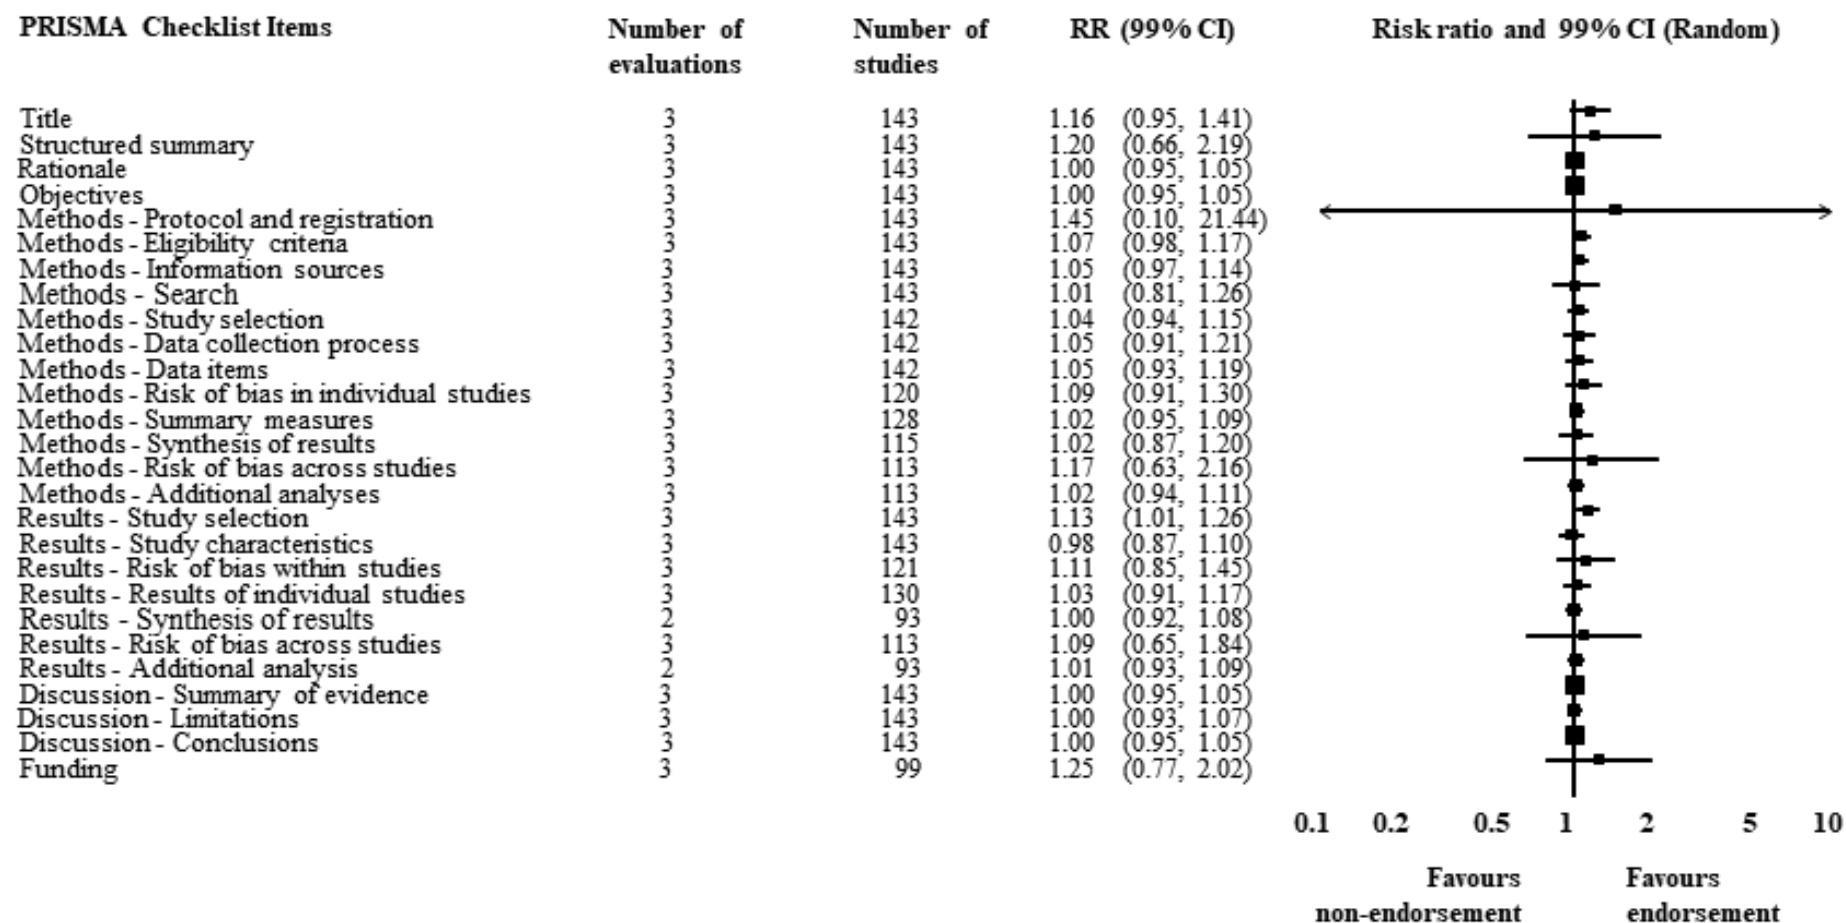 PRISMA Checklist Items Number of evaluations Number of studies RR (99% CI) Risk ratio and 99% CI (Random)
Title 3 143 1.16 (0.95, 1.41)
Structured summary 3 143 1.20 (0.66, 2.19)
Rationale 3 143 1.00 (0.95, 1.05)
Objectives 3 143 1.00 (0.95, 1.05)
Methods - Protocol and registration 3 143 1.45 (0.10, 21.44)
Methods - Eligibility criteria 3 143 1.07 (0.98, 1.17)
Methods - Information sources 3 143 1.05 (0.97, 1.14)
Methods - Search 3 143 1.01 (0.81, 1.26)
Methods - Study selection 3 142 1.04 (0.94, 1.15)
Methods - Data collection process 3 142 1.05 (0.91, 1.21)
Methods - Data items 3 142 1.05 (0.93, 1.19)
Methods - Risk of bias in individual studies 3 120 1.09 (0.91, 1.30)
Methods - Summary measures 3 128 1.02 (0.95, 1.09)
Methods - Synthesis of results 3 115 1.02 (0.87, 1.20)
Methods - Risk of bias across studies 3 113 1.17 (0.63, 2.16)
Methods - Additional analyses 3 113 1.02 (0.94, 1.11)
Results - Study selection 3 143 1.13 (1.01, 1.26)
Results - Study characteristics 3 143 0.98 (0.87, 1.10)
Results - Risk of bias within studies 3 121 1.11 (0.85, 1.45)
Results - Results of individual studies 3 130 1.03 (0.91, 1.17)
Results - Synthesis of results 2 93 1.00 (0.92, 1.08)
Results - Risk of bias across studies 3 113 1.09 (0.65, 1.84)
Results - Additional analysis 2 93 1.01 (0.93, 1.09)
Discussion - Summary of evidence 3 143 1.00 (0.95, 1.05)
Discussion - Limitations 3 143 1.00 (0.93, 1.07)
Discussion - Conclusions 3 143 1.00 (0.95, 1.05)
Funding 3 99 1.25 (0.77, 2.02)
0.1 0.2 0.5 1 2 5 10
Favours non-endorsement
Favours endorsement